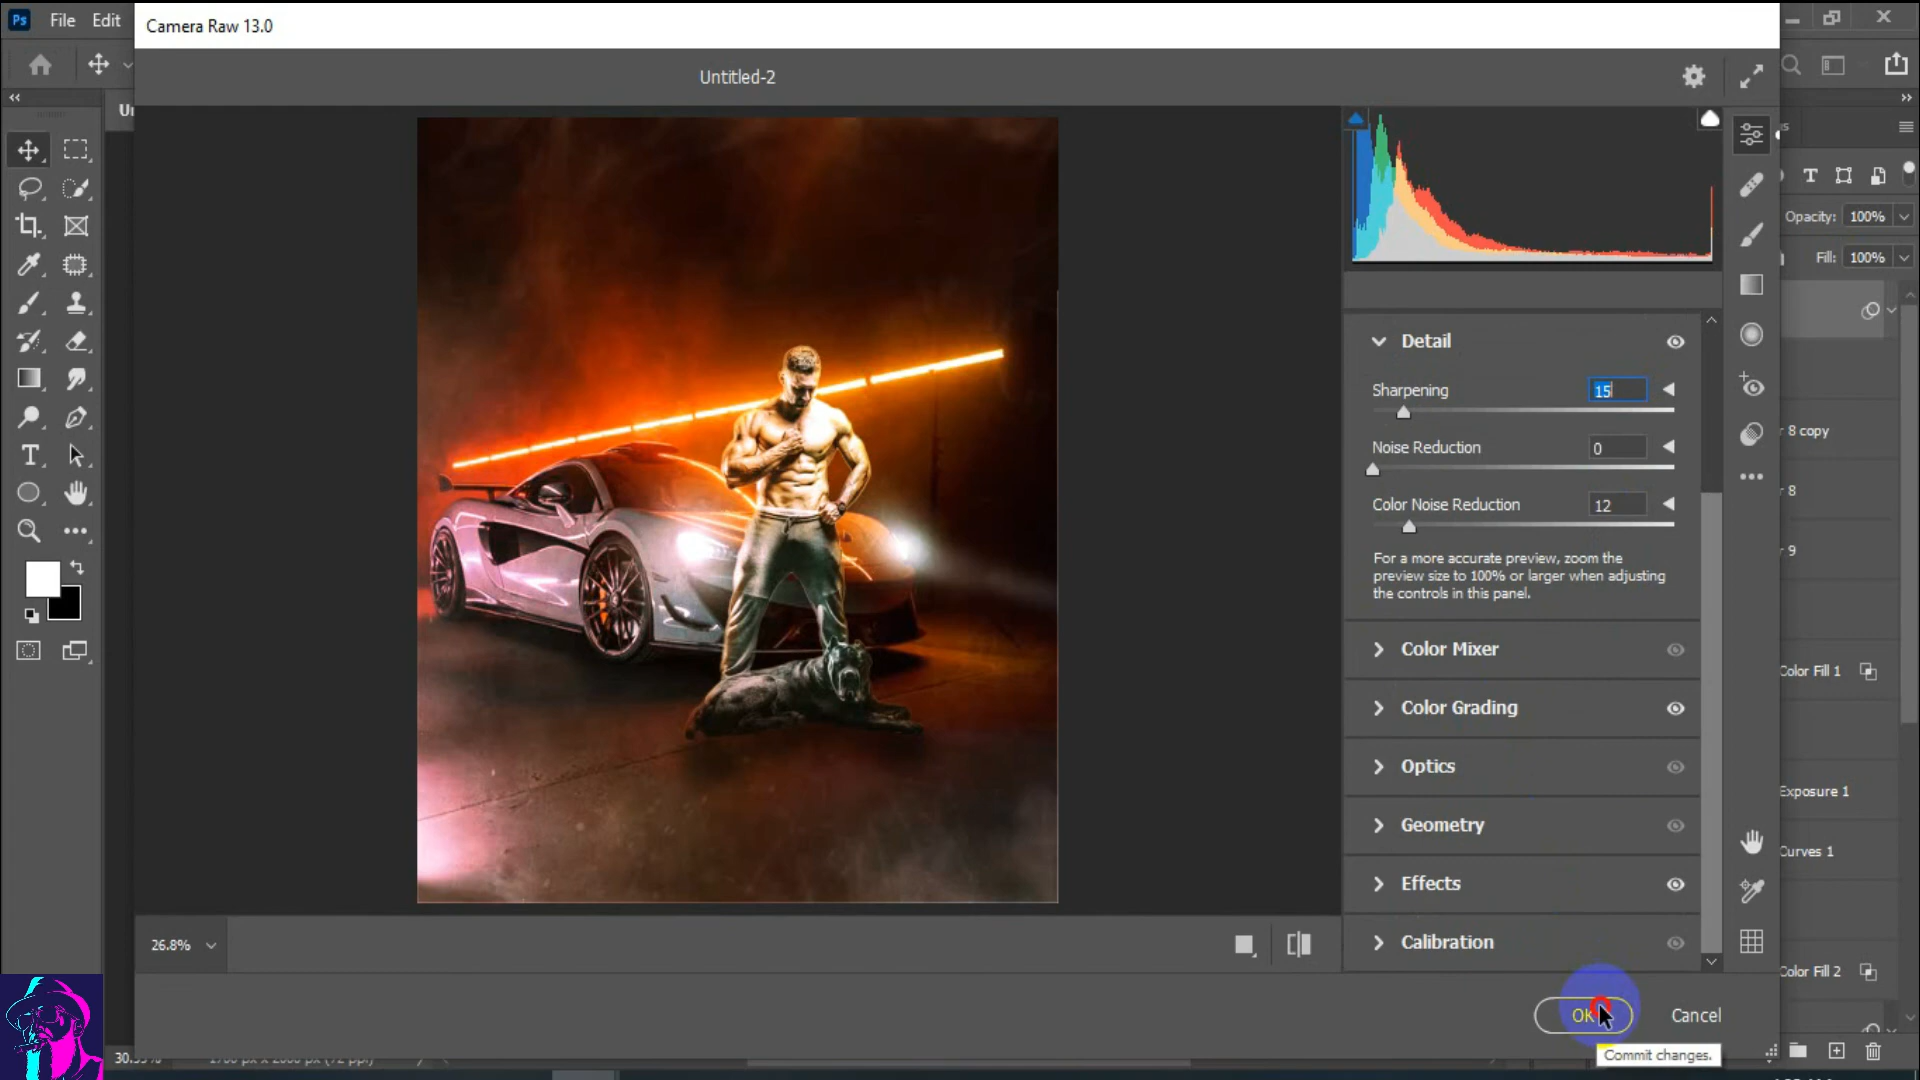 Ps File Edit
Camera Raw 13.0
Untitled-2
Opacity: 100%
Fill: 100%
Detail
Sharpening 15
Noise Reduction 0
Color Noise Reduction 12
For a more accurate preview, zoom the
preview size to 100% or larger when adjusting
the controls in this panel.
Color Mixer
Color Grading
Optics
Geometry
Effects
Calibration
r 8 copy
r 8
r 9
Color Fill 1
Exposure 1
Curves 1
Color Fill 2
26.8%
OK Cancel
Commit changes.